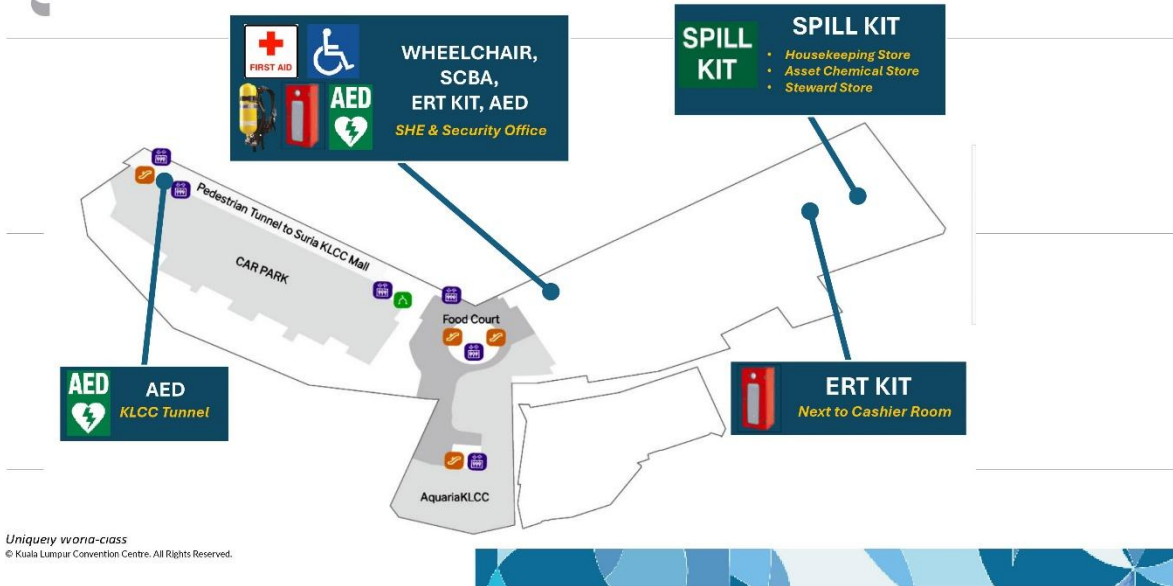 FIRST AID
AED
WHEELCHAIR,
SCBA,
ERT KIT, AED
SHE & Security Office
SPILL
KIT
SPILL KIT
• Housekeeping Store
• Asset Chemical Store
• Steward Store
Pedestrian Tunnel to Suria KLCC Mall
CAR PARK
Food Court
AED
AED
KLCC Tunnel
ERT KIT
Next to Cashier Room
AquariaKLCC
Uniquely world-class
© Kuala Lumpur Convention Centre. All Rights Reserved.